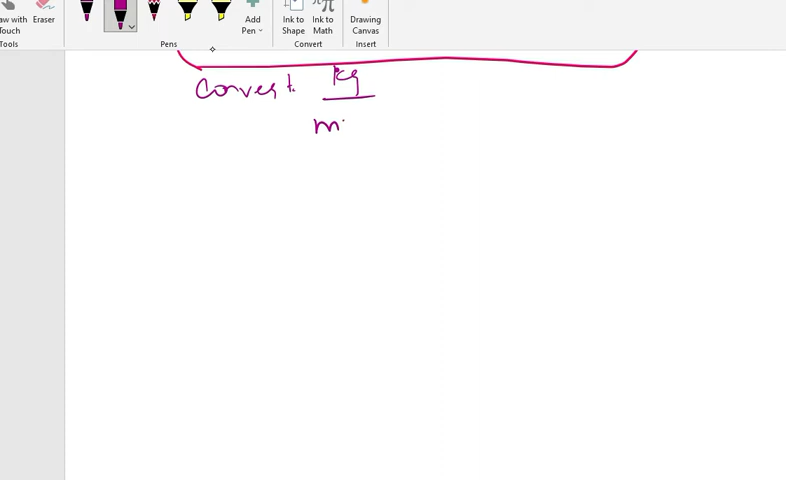 aw with Eraser
Touch
Add
Pen
Ink to
Shape
Ink to
Math
Drawing
Canvas
Tools
Pens
Convert
Insert
Convert kg
m